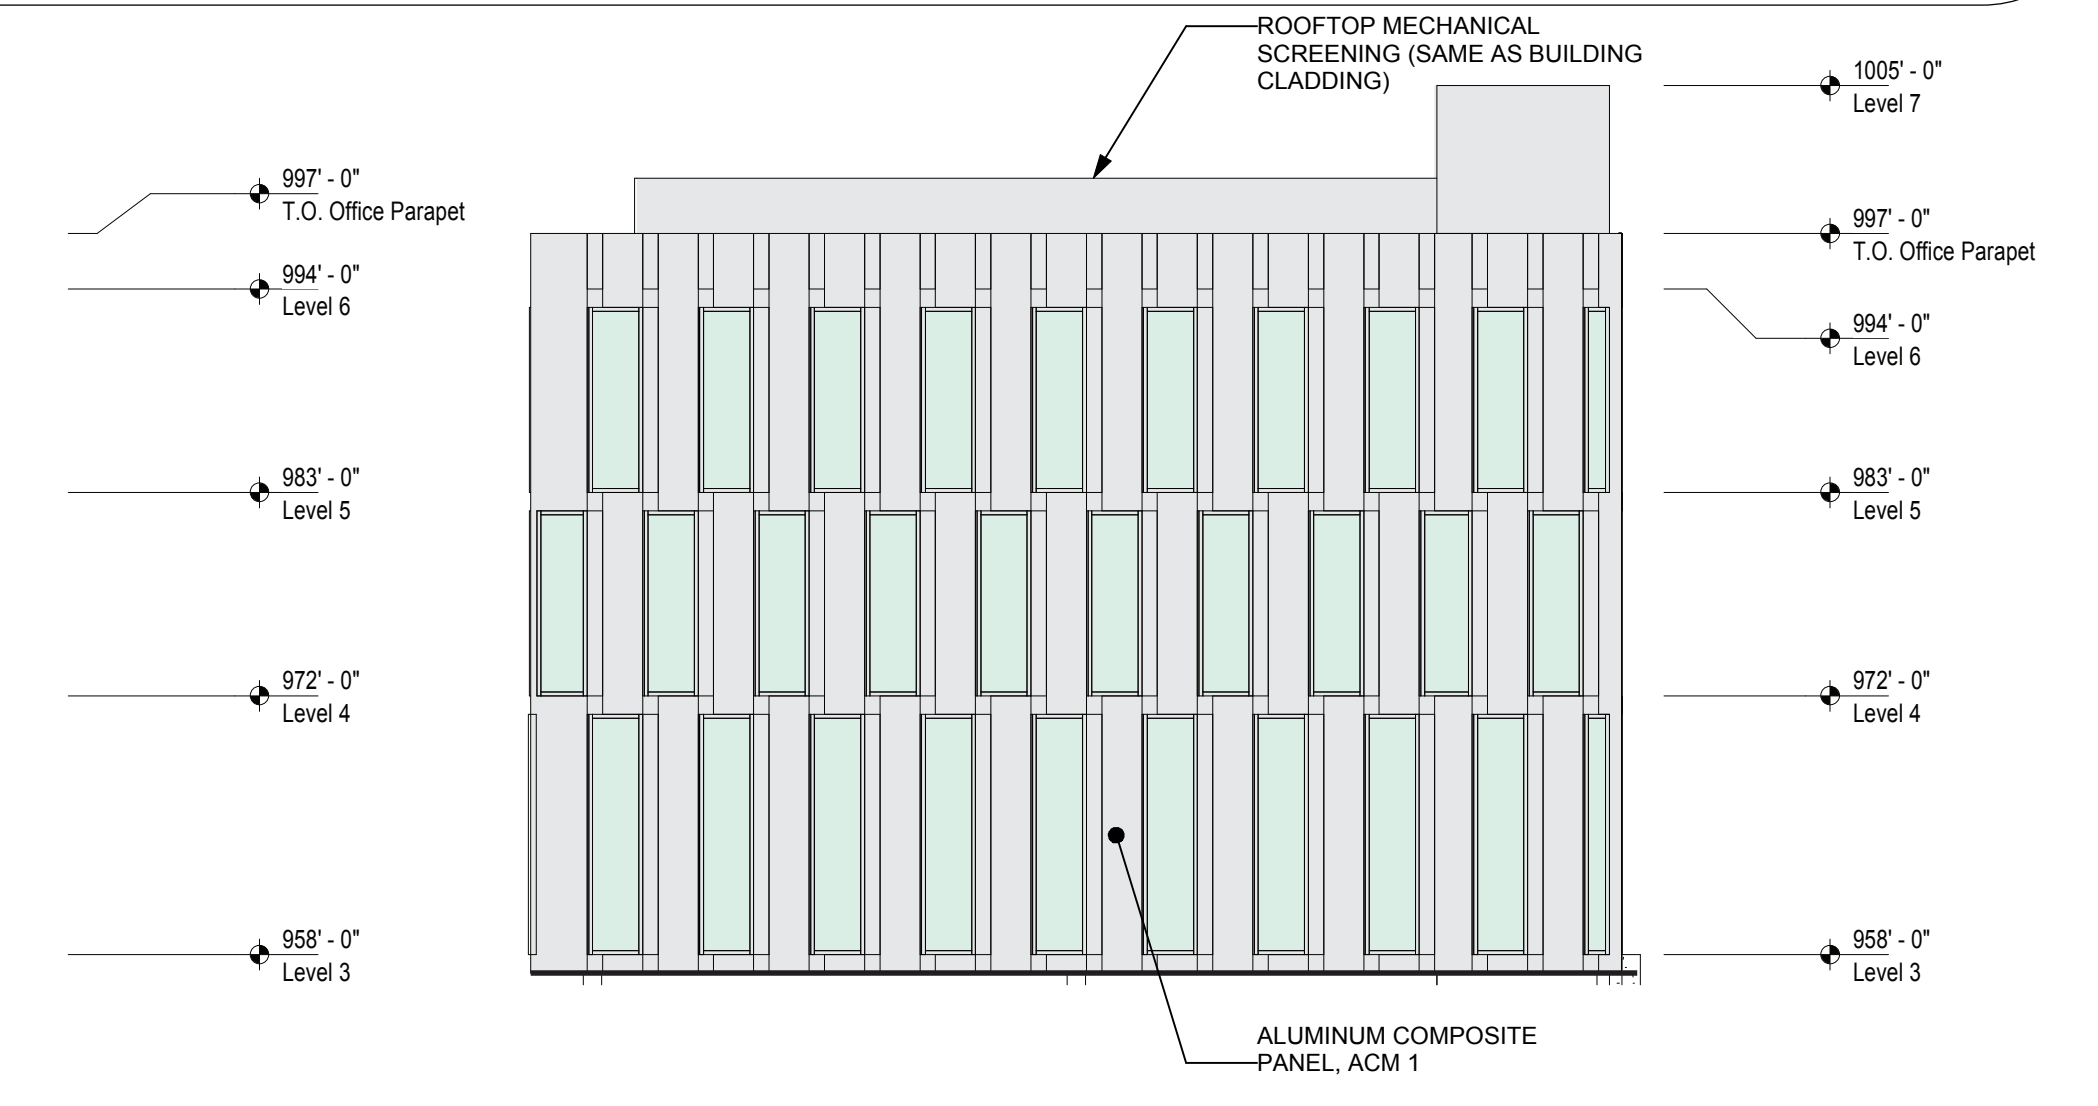 ROOFTOP MECHANICAL
SCREENING (SAME AS BUILDING
CLADDING)
1005' - 0"
Level 7
997' - 0"
T.O. Office Parapet
997' - 0"
T.O. Office Parapet
994' - 0"
Level 6
994' - 0"
Level 6
983' - 0"
Level 5
983' - 0"
Level 5
972' - 0"
Level 4
972' - 0"
Level 4
958' - 0"
Level 3
958' - 0"
Level 3
ALUMINUM COMPOSITE
PANEL, ACM 1